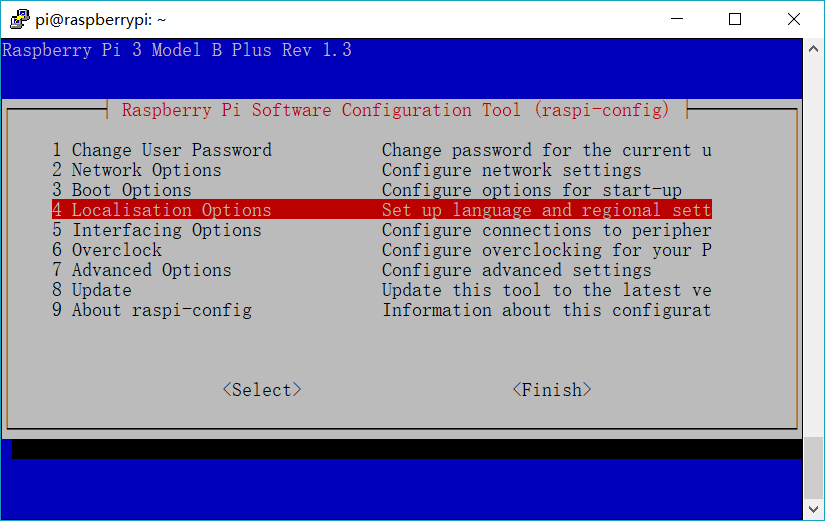 pi@raspberrypi: ~
Raspberry Pi 3 Model B Plus Rev 1.3
Raspberry Pi Software Configuration Tool (raspi-config)
1 Change User Password Change password for the current u
2 Network Options Configure network settings
3 Boot Options Configure options for start-up
4 Localisation Options Set up language and regional sett
5 Interfacing Options Configure connections to peripher
6 Overclock Configure overclocking for your P
7 Advanced Options Configure advanced settings
8 Update Update this tool to the latest ve
9 About raspi-config Information about this configurat
<Select> <Finish>